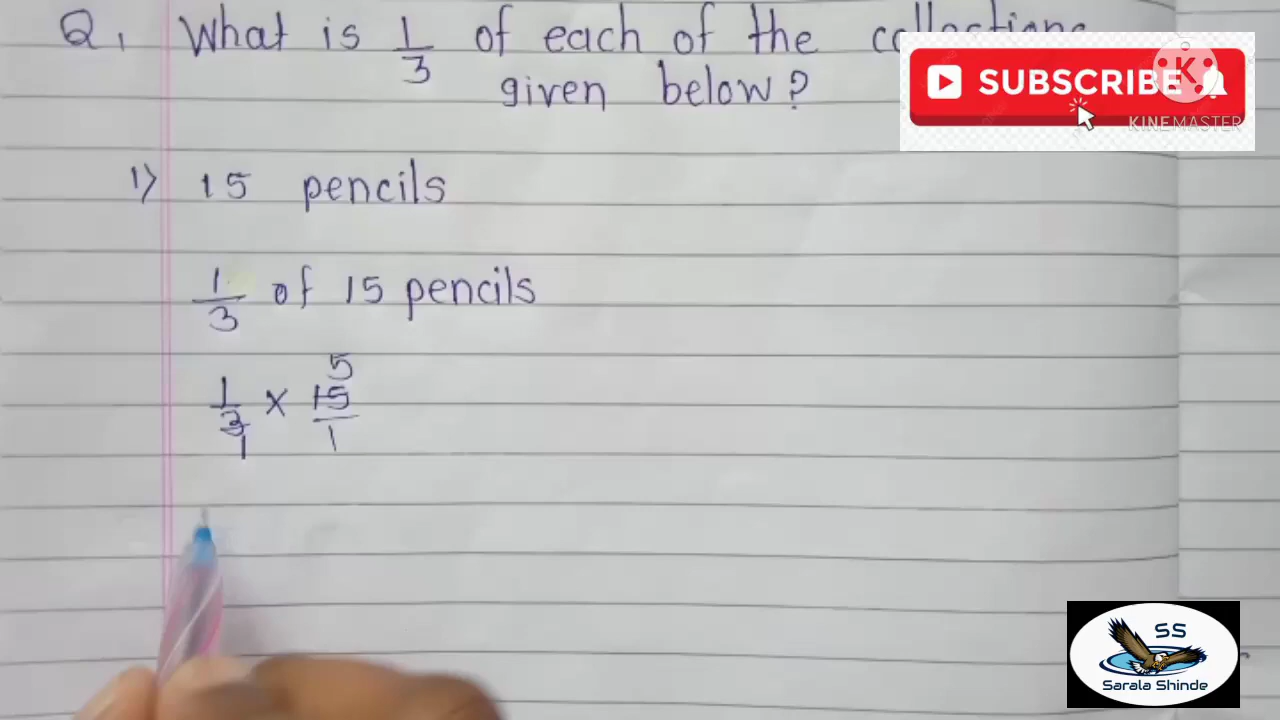 Q. What is 1/3 of each of the collections
given below?
SUBSCRIBE
K
KINEMASTER
1) 15 pencils
1/3 of 15 pencils
5
1/3 × 15/1
1
SS
Sarala Shinde